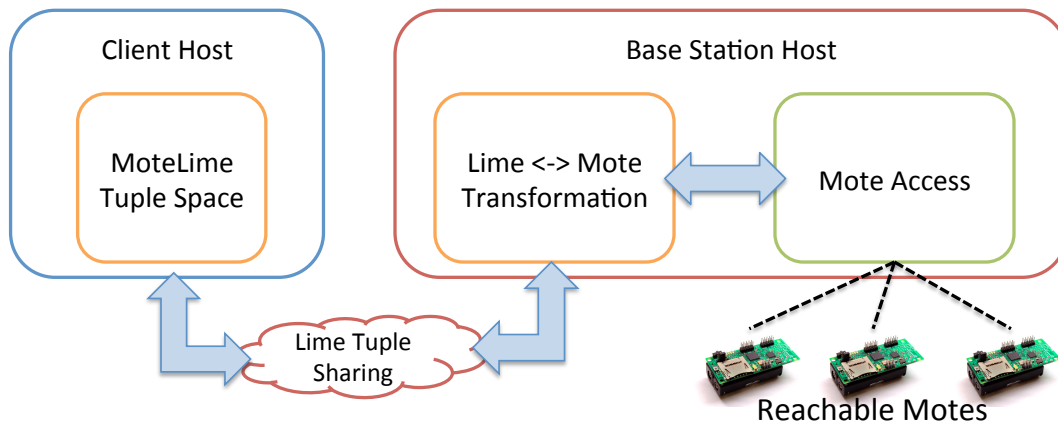 Client Host
MoteLime
Tuple Space
Base Station Host
Lime <-> Mote
Transformation
Mote Access
Lime Tuple
Sharing
Reachable Motes